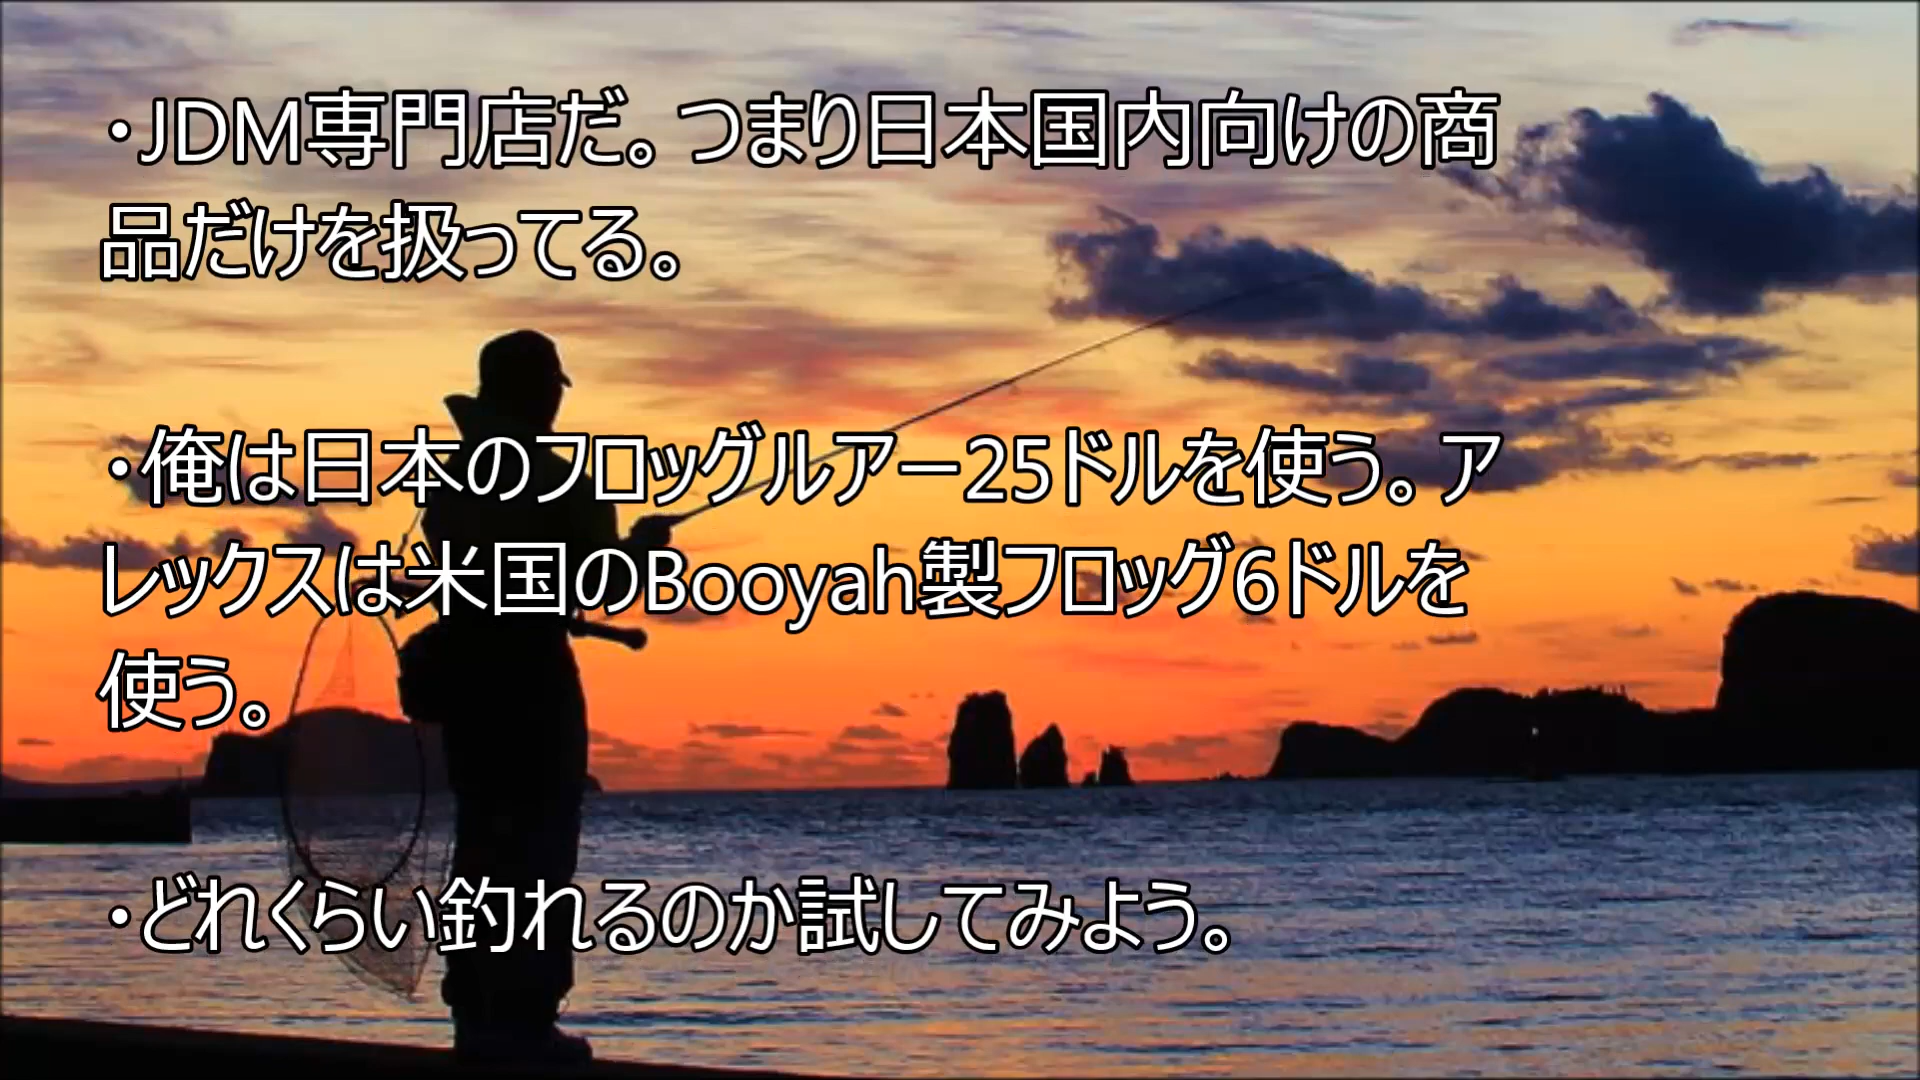 ・JDM専門店だ。つまり日本国内向けの商
品だけを扱ってる。
・俺は日本のフロッグルアー25ドルを使う。ア
レックスは米国のBooyah製フロッグ6ドルを
使う。
・どれくらい釣れるのか試してみよう。